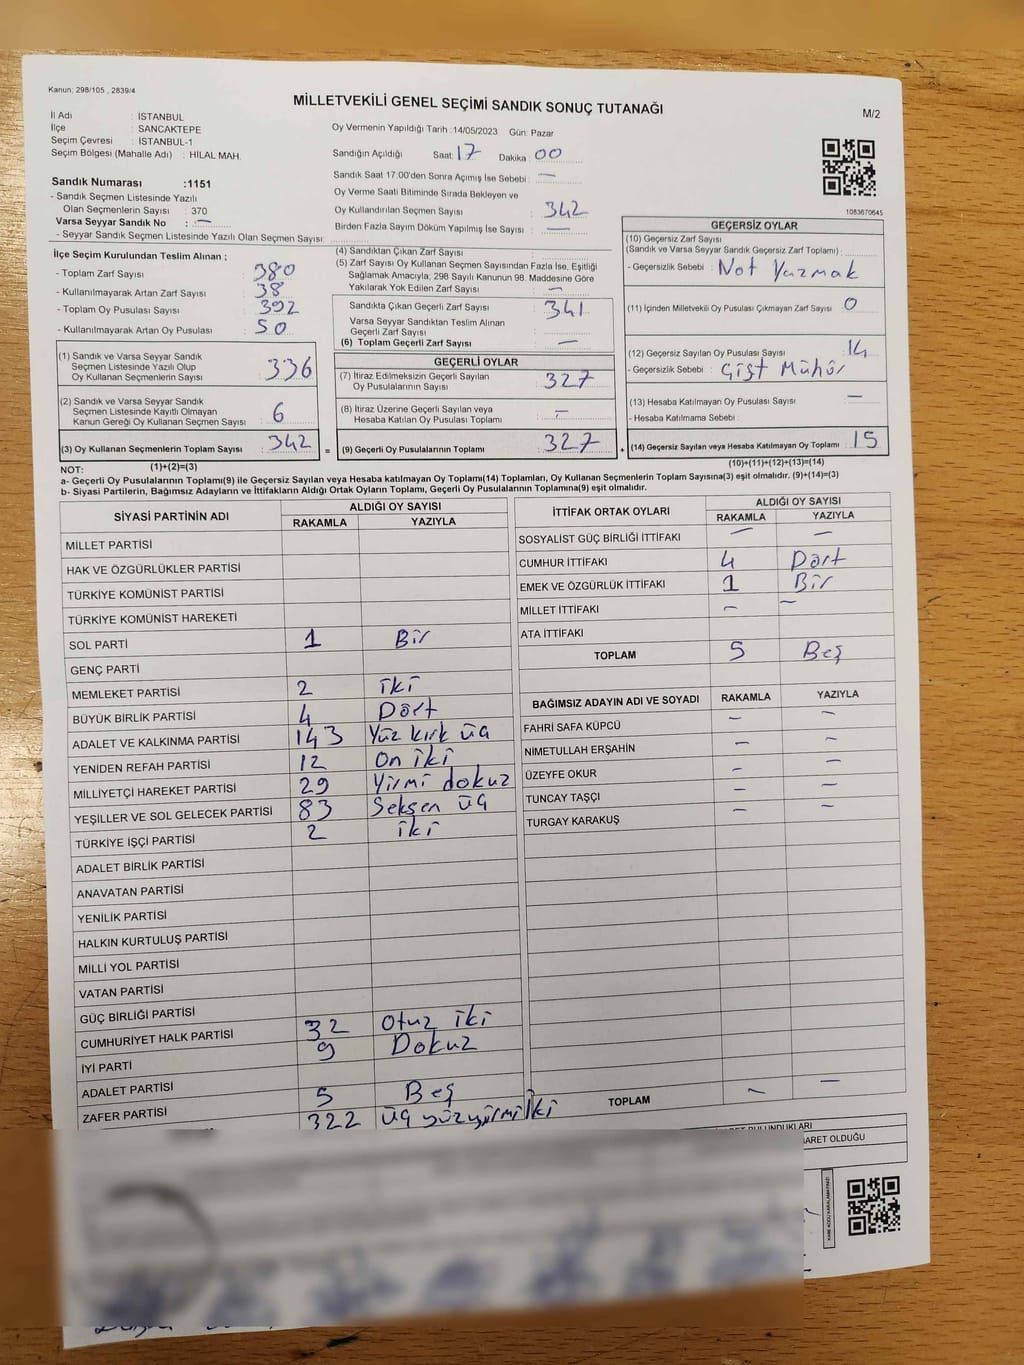 Kanun; 298/105 , 2839/4
MİLLETVEKİLİ GENEL SEÇİMİ SANDIK SONUÇ TUTANAĞI
M/2
İl Adı : İSTANBUL
İlçe : SANCAKTEPE
Seçim Çevresi : İSTANBUL-1
Seçim Bölgesi (Mahalle Adı) : HİLAL MAH.
Sandık Numarası :1151
- Sandık Seçmen Listesinde Yazılı
Olan Seçmenlerin Sayısı : 370
Varsa Seyyar Sandık No : —
- Seyyar Sandık Seçmen Listesinde Yazılı Olan Seçmen Sayısı:
Oy Vermenin Yapıldığı Tarih :14/05/2023 Gün: Pazar
Sandığın Açıldığı Saat: 17 Dakika : 00
Sandık Saat 17:00'den Sonra Açımış İse Sebebi : —
Oy Verme Saati Bitiminde Sırada Bekleyen ve
Oy Kullandırılan Seçmen Sayısı : 342
Birden Fazla Sayım Döküm Yapılmış İse Sayısı : —
1083670645
İlçe Seçim Kurulundan Teslim Alınan ;
- Toplam Zarf Sayısı : 380
- Kullanılmayarak Artan Zarf Sayısı : 38
- Toplam Oy Pusulası Sayısı : 392
- Kullanılmayarak Artan Oy Pusulası : 50
(1) Sandık ve Varsa Seyyar Sandık
Seçmen Listesinde Yazılı Olup
Oy Kullanan Seçmenlerin Sayısı : 336
(2) Sandık ve Varsa Seyyar Sandık
Seçmen Listesinde Kayıtlı Olmayan
Kanun Gereği Oy Kullanan Seçmen Sayısı : 6
(3) Oy Kullanan Seçmenlerin Toplam Sayısı : 342 =
(1)+(2)=(3)
(4) Sandıktan Çıkan Zarf Sayısı :
(5) Zarf Sayısı Oy Kullanan Seçmen Sayısından Fazla İse, Eşitliği
Sağlamak Amacıyla; 298 Sayılı Kanunun 98. Maddesine Göre
Yakılarak Yok Edilen Zarf Sayısı : —
Sandıkta Çıkan Geçerli Zarf Sayısı : 341
Varsa Seyyar Sandıktan Teslim Alınan
Geçerli Zarf Sayısı :
(6) Toplam Geçerli Zarf Sayısı : —
GEÇERLİ OYLAR
(7) İtiraz Edilmeksizin Geçerli Sayılan
Oy Pusulalarının Sayısı : 327
(8) İtiraz Üzerine Geçerli Sayılan veya
Hesaba Katılan Oy Pusulası Toplamı : —
(9) Geçerli Oy Pusulalarının Toplamı : 327 +
GEÇERSİZ OYLAR
(10) Geçersiz Zarf Sayısı
(Sandık ve Varsa Seyyar Sandık Geçersiz Zarf Toplamı) :
- Geçersizlik Sebebi : Not Yazmak
(11) İçinden Milletvekili Oy Pusulası Çıkmayan Zarf Sayısı : 0
(12) Geçersiz Sayılan Oy Pusulası Sayısı : 14
- Geçersizlik Sebebi : Çişt Mühür
(13) Hesaba Katılmayan Oy Pusulası Sayısı : —
- Hesaba Katılmama Sebebi :
(14) Geçersiz Sayılan veya Hesaba Katılmayan Oy Toplamı : 15
(10)+(11)+(12)+(13)=(14)
NOT:
a- Geçerli Oy Pusulalarının Toplamı(9) ile Geçersiz Sayılan veya Hesaba katılmayan Oy Toplamı(14) Toplamları, Oy Kullanan Seçmenlerin Toplam Sayısına(3) eşit olmalıdır. (9)+(14)=(3)
b- Siyasi Partilerin, Bağımsız Adayların ve İttifakların Aldığı Ortak Oyların Toplamı, Geçerli Oy Pusulalarının Toplamına(9) eşit olmalıdır.
SİYASİ PARTİNİN ADI ALDIĞI OY SAYISI
RAKAMLA YAZIYLA
MİLLET PARTİSİ
HAK VE ÖZGÜRLÜKLER PARTİSİ
TÜRKİYE KOMÜNİST PARTİSİ
TÜRKİYE KOMÜNİST HAREKETİ
SOL PARTİ 1 Bir
GENÇ PARTİ
MEMLEKET PARTİSİ 2 iki
BÜYÜK BİRLİK PARTİSİ 4 Dört
ADALET VE KALKINMA PARTİSİ 143 Yüz kırk üç
YENİDEN REFAH PARTİSİ 12 On iki
MİLLİYETÇİ HAREKET PARTİSİ 29 Yirmi dokuz
YEŞİLLER VE SOL GELECEK PARTİSİ 83 Seksen üç
TÜRKİYE İŞÇİ PARTİSİ 2 iki
ADALET BİRLİK PARTİSİ
ANAVATAN PARTİSİ
YENİLİK PARTİSİ
HALKIN KURTULUŞ PARTİSİ
MİLLİ YOL PARTİSİ
VATAN PARTİSİ
GÜÇ BİRLİĞİ PARTİSİ
CUMHURİYET HALK PARTİSİ 32 Otuz iki
İYİ PARTİ 9 Dokuz
ADALET PARTİSİ
ZAFER PARTİSİ 5 Beş
322 üç yüz yirmi iki
İTTİFAK ORTAK OYLARI ALDIĞI OY SAYISI
RAKAMLA YAZIYLA
SOSYALİST GÜÇ BİRLİĞİ İTTİFAKI — —
CUMHUR İTTİFAKI 4 Dört
EMEK VE ÖZGÜRLÜK İTTİFAKI 1 Bir
MİLLET İTTİFAKI — —
ATA İTTİFAKI
TOPLAM 5 Beş
BAĞIMSIZ ADAYIN ADI VE SOYADI RAKAMLA YAZIYLA
FAHRİ SAFA KÜPCÜ — —
NİMETULLAH ERŞAHİN — —
ÜZEYFE OKUR — —
TUNCAY TAŞÇI — —
TURGAY KARAKUŞ — —
TOPLAM — —
BULUNDUKLARI
ARET OLDUĞU